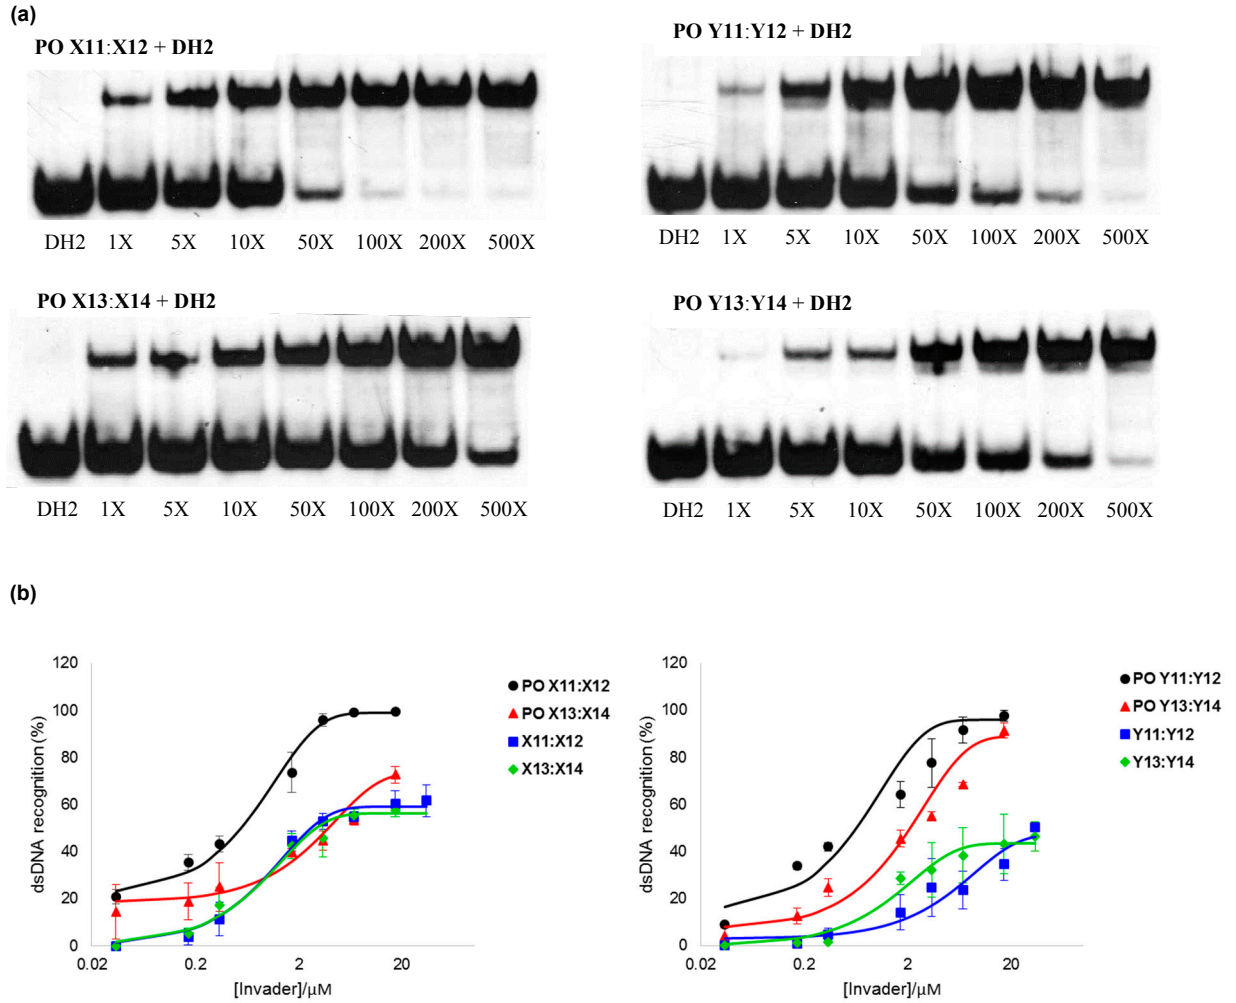 (a)
PO X11:X12 + DH2
DH2 1X 5X 10X 50X 100X 200X 500X
PO Y11:Y12 + DH2
DH2 1X 5X 10X 50X 100X 200X 500X
PO X13:X14 + DH2
DH2 1X 5X 10X 50X 100X 200X 500X
PO Y13:Y14 + DH2
DH2 1X 5X 10X 50X 100X 200X 500X
(b)
dsDNA recognition (%)
120
100
80
60
40
20
0
0.02 0.2 2 20
[Invader]/μM
PO X11:X12
PO X13:X14
X11:X12
X13:X14
dsDNA recognition (%)
120
100
80
60
40
20
0
0.02 0.2 2 20
[Invader]/μM
PO Y11:Y12
PO Y13:Y14
Y11:Y12
Y13:Y14